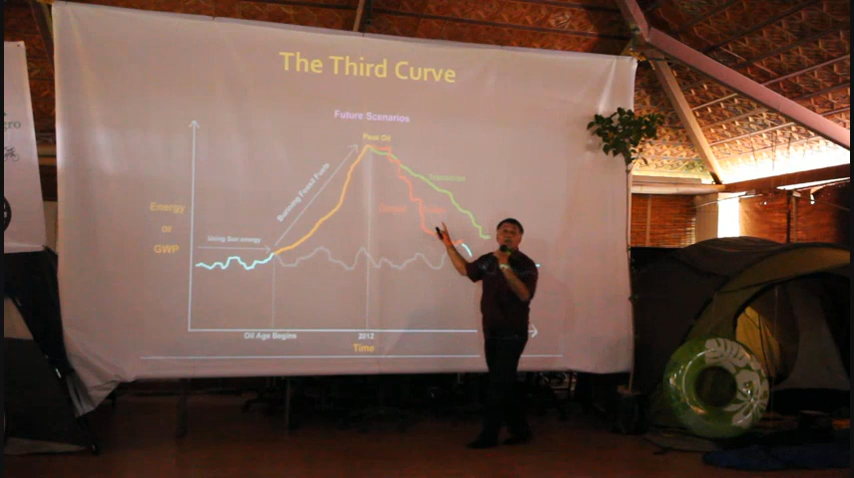 The Third Curve
Future Scenarios
Peak Oil
Burning Fossil Fuels
Transition
Energy
or
GWP
Using Sun energy
Oil Age Begins
2012
Time
gro